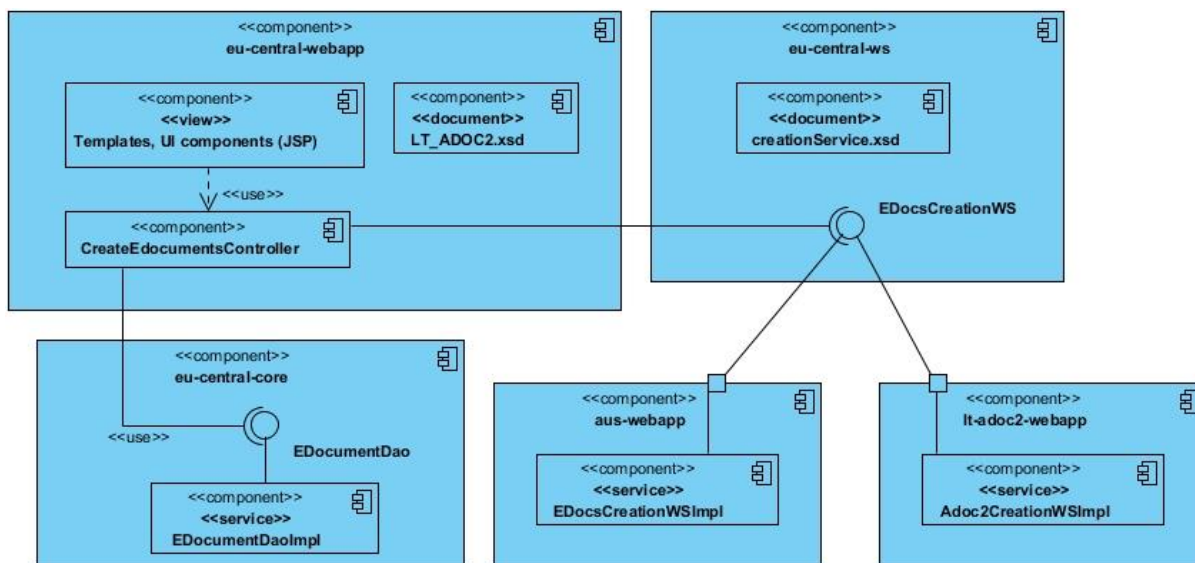 <<component>>
eu-central-webapp
<<component>>
<<view>>
Templates, UI components (JSP)
<<component>>
<<document>>
LT_ADOC2.xsd
<<use>>
<<component>>
CreateEdocumentsController
<<component>>
eu-central-ws
<<component>>
<<document>>
creationService.xsd
EDocsCreationWS
<<component>>
eu-central-core
<<use>>
EDocumentDao
<<component>>
<<service>>
EDocumentDaoImpl
<<component>>
aus-webapp
<<component>>
<<service>>
EDocsCreationWSImpl
<<component>>
lt-adoc2-webapp
<<component>>
<<service>>
Adoc2CreationWSImpl